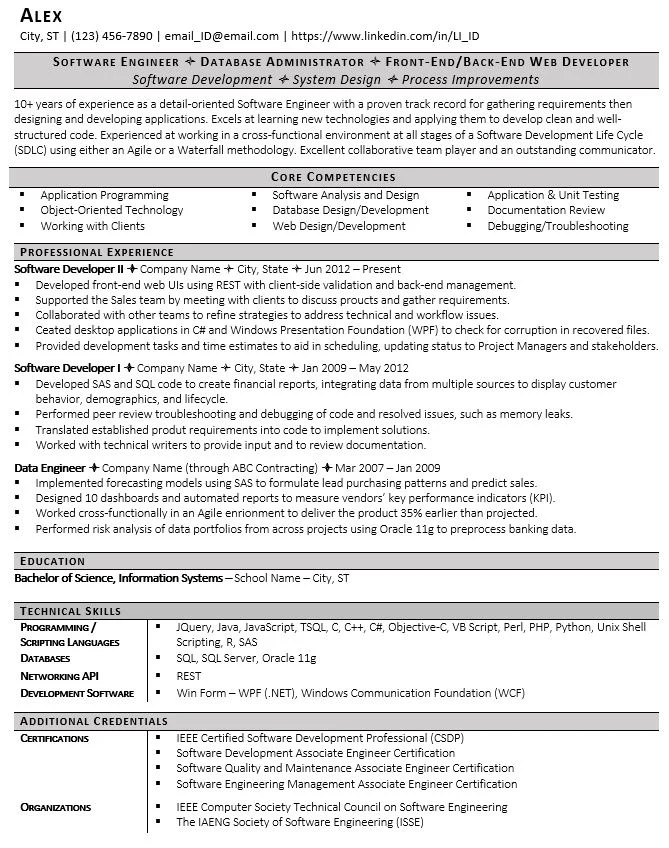 ALEX
City, ST | (123) 456-7890 | email_ID@email.com | https://www.linkedin.com/in/LI_ID
SOFTWARE ENGINEER ✢ DATABASE ADMINISTRATOR ✢ FRONT-END/BACK-END WEB DEVELOPER
Software Development ✢ System Design ✢ Process Improvements
10+ years of experience as a detail-oriented Software Engineer with a proven track record for gathering requirements then
designing and developing applications. Excels at learning new technologies and applying them to develop clean and well-
structured code. Experienced at working in a cross-functional environment at all stages of a Software Development Life Cycle
(SDLC) using either an Agile or a Waterfall methodology. Excellent collaborative team player and an outstanding communicator.
CORE COMPETENCIES
▪ Application Programming ▪ Software Analysis and Design ▪ Application & Unit Testing
▪ Object-Oriented Technology ▪ Database Design/Development ▪ Documentation Review
▪ Working with Clients ▪ Web Design/Development ▪ Debugging/Troubleshooting
PROFESSIONAL EXPERIENCE
Software Developer II ✢ Company Name ✢ City, State ✢ Jun 2012 – Present
▪ Developed front-end web UIs using REST with client-side validation and back-end management.
▪ Supported the Sales team by meeting with clients to discuss proucts and gather requirements.
▪ Collaborated with other teams to refine strategies to address technical and workflow issues.
▪ Ceated desktop applications in C# and Windows Presentation Foundation (WPF) to check for corruption in recovered files.
▪ Provided development tasks and time estimates to aid in scheduling, updating status to Project Managers and stakeholders.
Software Developer I ✢ Company Name ✢ City, State ✢ Jan 2009 – May 2012
▪ Developed SAS and SQL code to create financial reports, integrating data from multiple sources to display customer
behavior, demographics, and lifecycle.
▪ Performed peer review troubleshooting and debugging of code and resolved issues, such as memory leaks.
▪ Translated established produt requirements into code to implement solutions.
▪ Worked with technical writers to provide input and to review documentation.
Data Engineer ✢ Company Name (through ABC Contracting) ✢ Mar 2007 – Jan 2009
▪ Implemented forecasting models using SAS to formulate lead purchasing patterns and predict sales.
▪ Designed 10 dashboards and automated reports to measure vendors' key performance indicators (KPI).
▪ Worked cross-functionally in an Agile enrionment to deliver the product 35% earlier than projected.
▪ Performed risk analysis of data portfolios from across projects using Oracle 11g to preprocess banking data.
EDUCATION
Bachelor of Science, Information Systems – School Name – City, ST
TECHNICAL SKILLS
PROGRAMMING / ▪ JQuery, Java, JavaScript, TSQL, C, C++, C#, Objective-C, VB Script, Perl, PHP, Python, Unix Shell
SCRIPTING LANGUAGES Scripting, R, SAS
DATABASES ▪ SQL, SQL Server, Oracle 11g
NETWORKING API ▪ REST
DEVELOPMENT SOFTWARE ▪ Win Form – WPF (.NET), Windows Communication Foundation (WCF)
ADDITIONAL CREDENTIALS
CERTIFICATIONS ▪ IEEE Certified Software Development Professional (CSDP)
▪ Software Development Associate Engineer Certification
▪ Software Quality and Maintenance Associate Engineer Certification
▪ Software Engineering Management Associate Engineer Certification
ORGANIZATIONS ▪ IEEE Computer Society Technical Council on Software Engineering
▪ The IAENG Society of Software Engineering (ISSE)